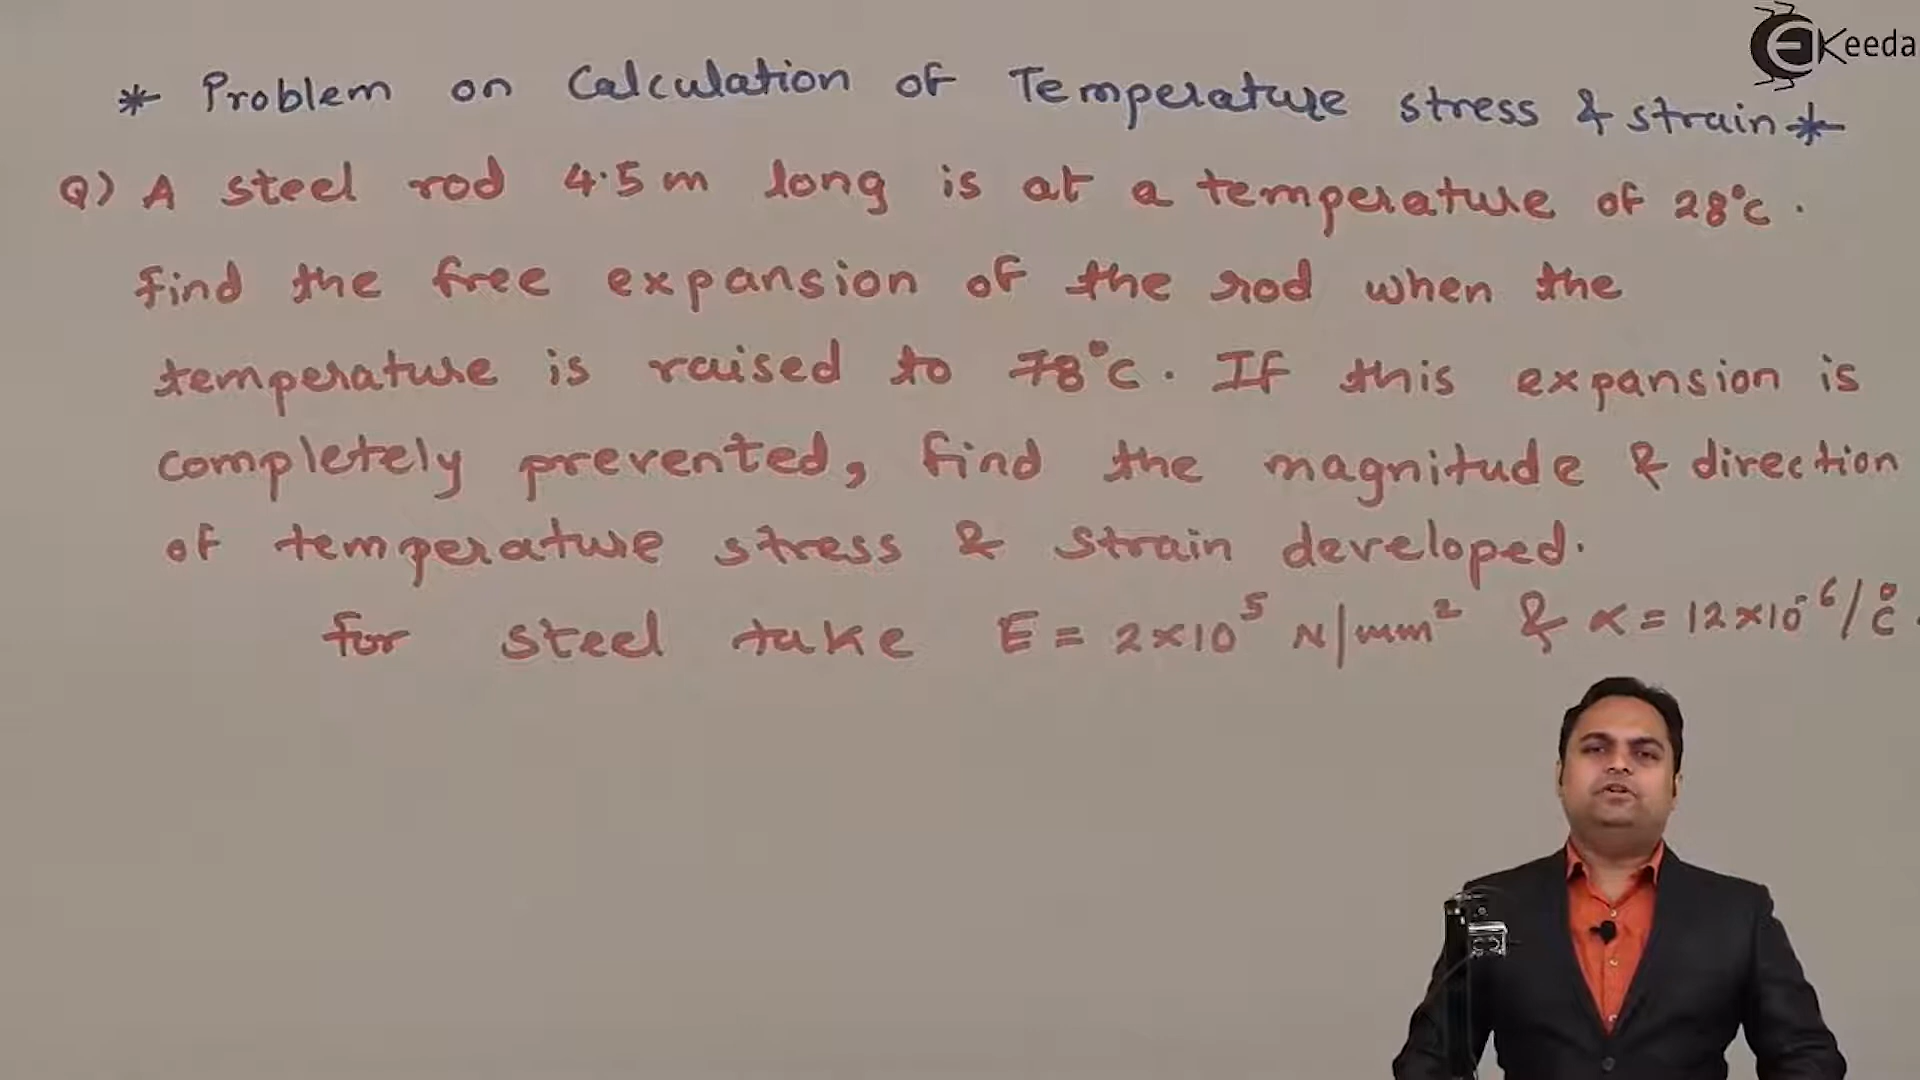 Keeda
* Problem on Calculation of Temperature stress & strain *
Q) A steel rod 4.5 m long is at a temperature of 28°c.
find the free expansion of the rod when the
temperature is raised to 78°c. If this expansion is
completely prevented, find the magnitude & direction
of temperature stress & strain developed.
for steel take E = 2×10⁵ N/mm² & α = 12×10⁻⁶/°c.